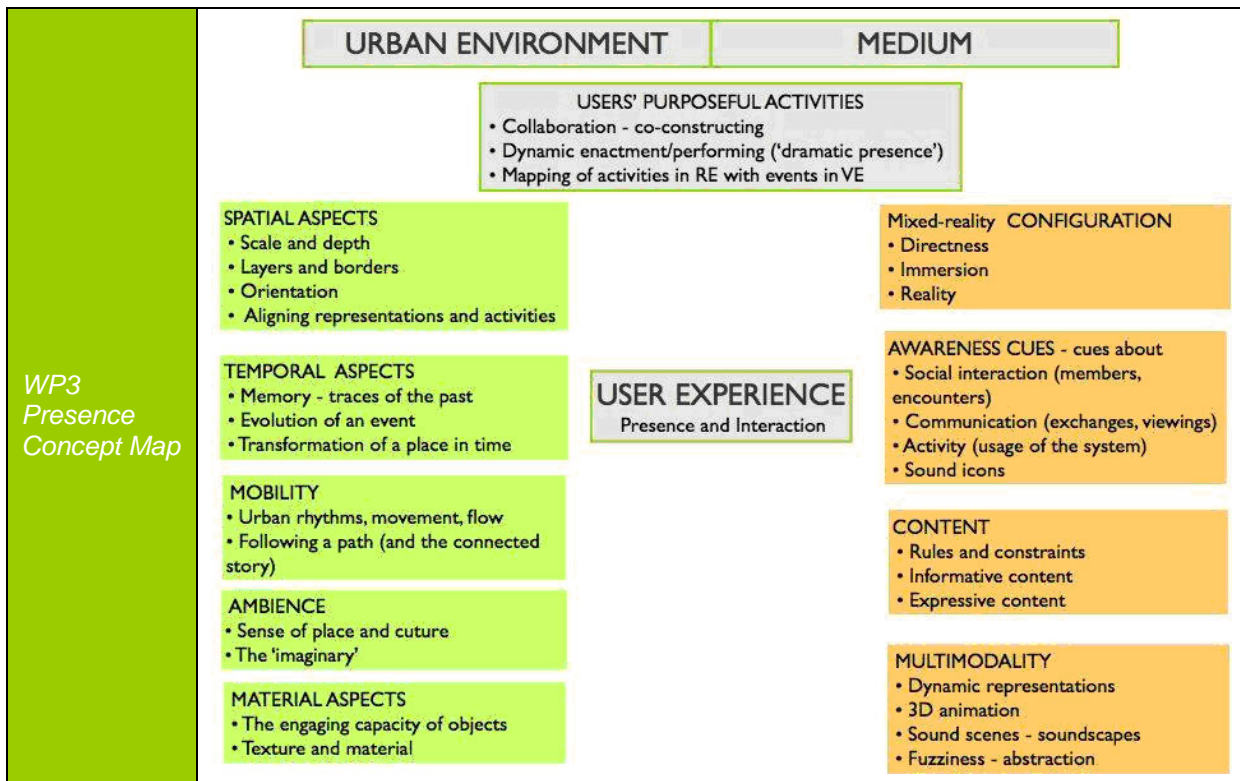 WP3
Presence
Concept Map
URBAN ENVIRONMENT
MEDIUM
USERS' PURPOSEFUL ACTIVITIES
• Collaboration - co-constructing
• Dynamic enactment/performing ('dramatic presence')
• Mapping of activities in RE with events in VE
SPATIAL ASPECTS
• Scale and depth
• Layers and borders
• Orientation
• Aligning representations and activities
TEMPORAL ASPECTS
• Memory - traces of the past
• Evolution of an event
• Transformation of a place in time
MOBILITY
• Urban rhythms, movement, flow
• Following a path (and the connected
story)
AMBIENCE
• Sense of place and cuture
• The 'imaginary'
MATERIAL ASPECTS
• The engaging capacity of objects
• Texture and material
USER EXPERIENCE
Presence and Interaction
Mixed-reality CONFIGURATION
• Directness
• Immersion
• Reality
AWARENESS CUES - cues about
• Social interaction (members,
encounters)
• Communication (exchanges, viewings)
• Activity (usage of the system)
• Sound icons
CONTENT
• Rules and constraints
• Informative content
• Expressive content
MULTIMODALITY
• Dynamic representations
• 3D animation
• Sound scenes - soundscapes
• Fuzziness - abstraction